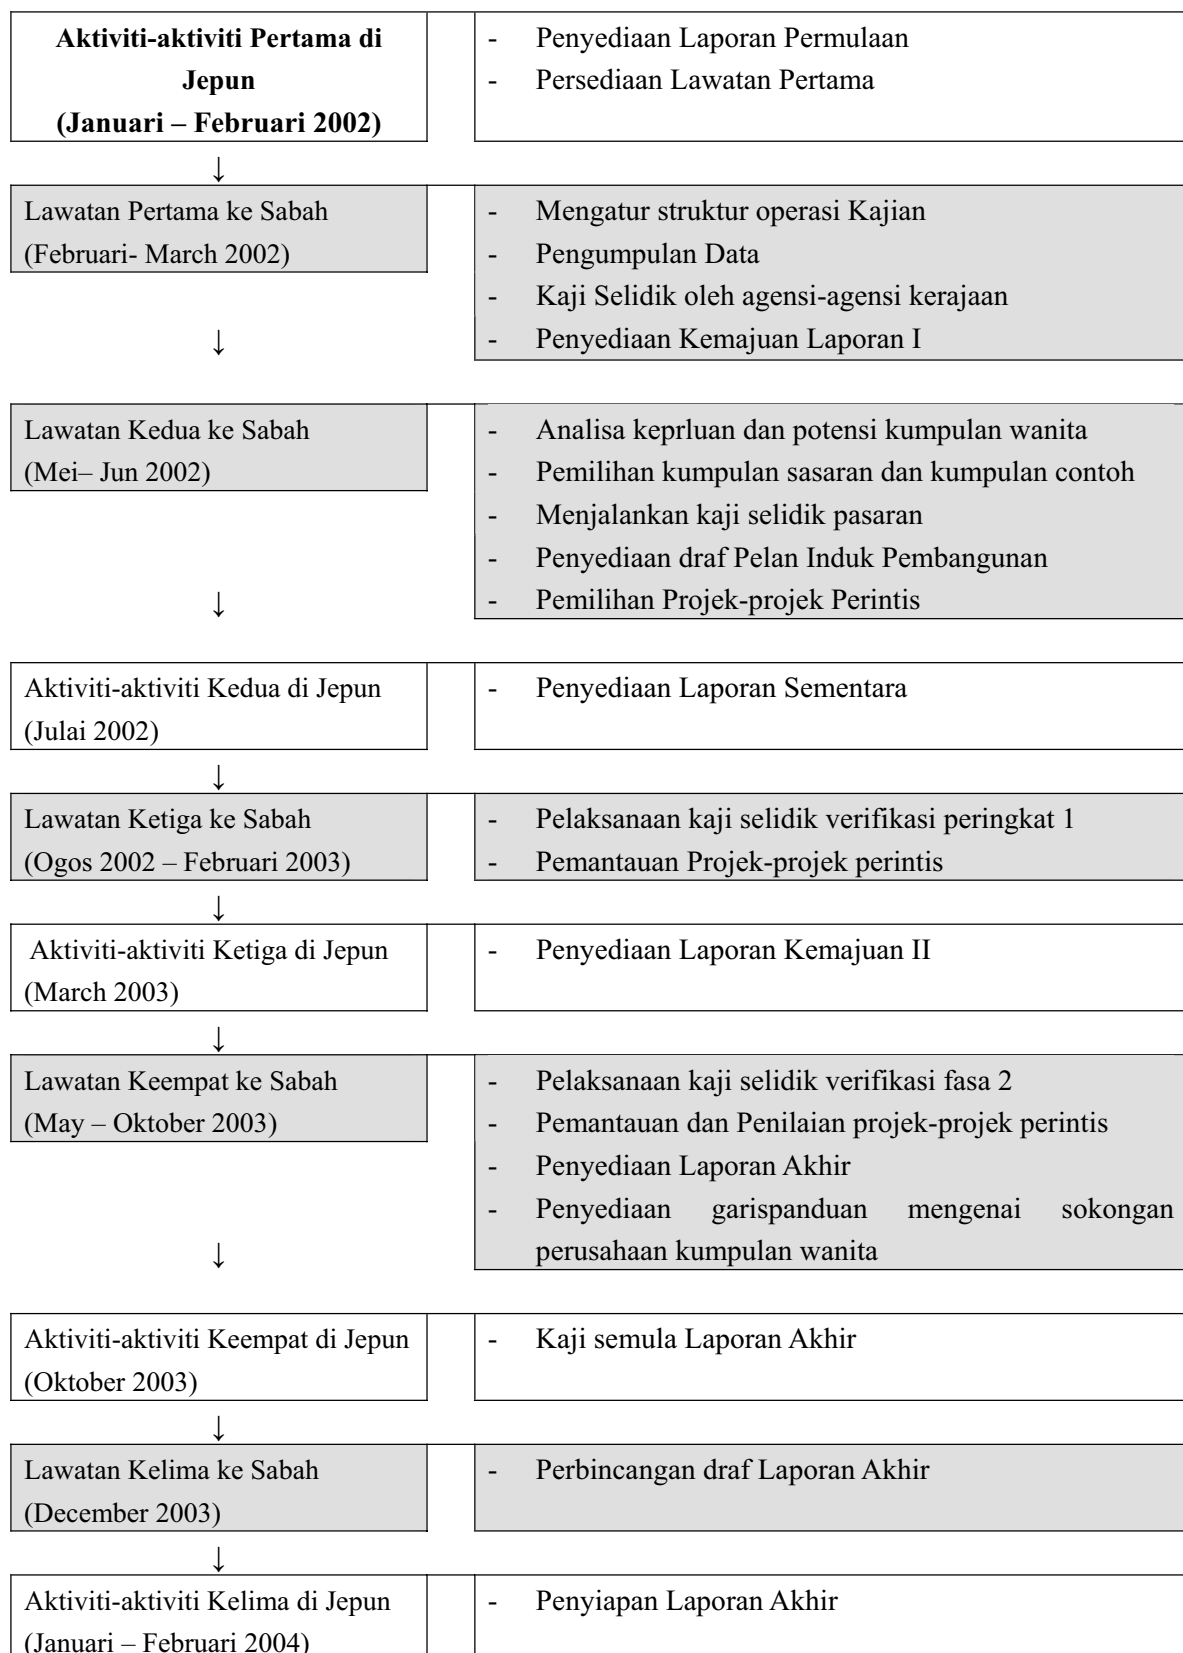 Aktiviti-aktiviti Pertama di
Jepun
(Januari – Februari 2002)
- Penyediaan Laporan Permulaan
- Persediaan Lawatan Pertama
↓
Lawatan Pertama ke Sabah
(Februari- March 2002)
- Mengatur struktur operasi Kajian
- Pengumpulan Data
- Kaji Selidik oleh agensi-agensi kerajaan
- Penyediaan Kemajuan Laporan I
↓
Lawatan Kedua ke Sabah
(Mei– Jun 2002)
- Analisa keprluan dan potensi kumpulan wanita
- Pemilihan kumpulan sasaran dan kumpulan contoh
- Menjalankan kaji selidik pasaran
- Penyediaan draf Pelan Induk Pembangunan
- Pemilihan Projek-projek Perintis
↓
Aktiviti-aktiviti Kedua di Jepun
(Julai 2002)
- Penyediaan Laporan Sementara
↓
Lawatan Ketiga ke Sabah
(Ogos 2002 – Februari 2003)
- Pelaksanaan kaji selidik verifikasi peringkat 1
- Pemantauan Projek-projek perintis
↓
Aktiviti-aktiviti Ketiga di Jepun
(March 2003)
- Penyediaan Laporan Kemajuan II
↓
Lawatan Keempat ke Sabah
(May – Oktober 2003)
- Pelaksanaan kaji selidik verifikasi fasa 2
- Pemantauan dan Penilaian projek-projek perintis
- Penyediaan Laporan Akhir
- Penyediaan garispanduan mengenai sokongan
perusahaan kumpulan wanita
↓
Aktiviti-aktiviti Keempat di Jepun
(Oktober 2003)
- Kaji semula Laporan Akhir
↓
Lawatan Kelima ke Sabah
(December 2003)
- Perbincangan draf Laporan Akhir
↓
Aktiviti-aktiviti Kelima di Jepun
(Januari – Februari 2004)
- Penyiapan Laporan Akhir